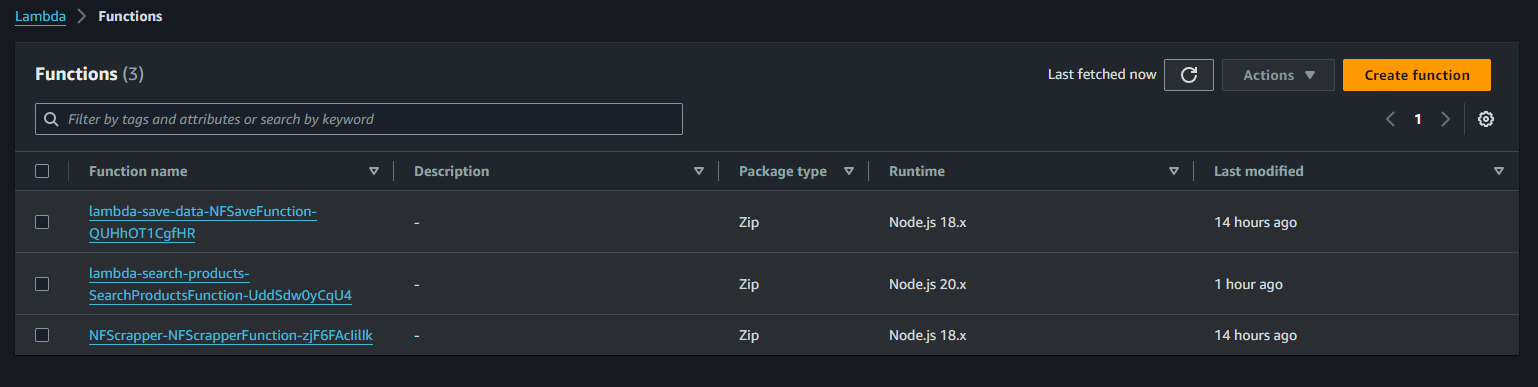 Lambda > Functions
Functions (3)
Last fetched now
Actions
Create function
Filter by tags and attributes or search by keyword
1
Function name Description Package type Runtime Last modified
lambda-save-data-NFSaveFunction-
QUHhOT1CgfHR - Zip Node.js 18.x 14 hours ago
lambda-search-products-
SearchProductsFunction-UddSdw0yCqU4 - Zip Node.js 20.x 1 hour ago
NFScrapper-NFScrapperFunction-zjF6FAcIilIk - Zip Node.js 18.x 14 hours ago